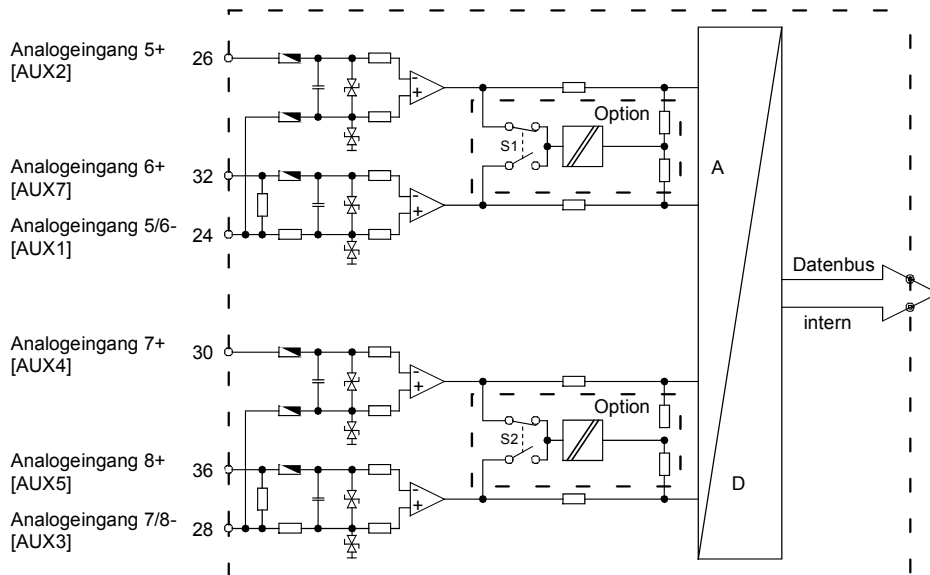 Analogeingang 5+
[AUX2]
26
Analogeingang 6+
[AUX7]
32
Analogeingang 5/6-
[AUX1]
24
Option
S1
A
Datenbus
intern
Analogeingang 7+
[AUX4]
30
Analogeingang 8+
[AUX5]
36
Analogeingang 7/8-
[AUX3]
28
Option
S2
D